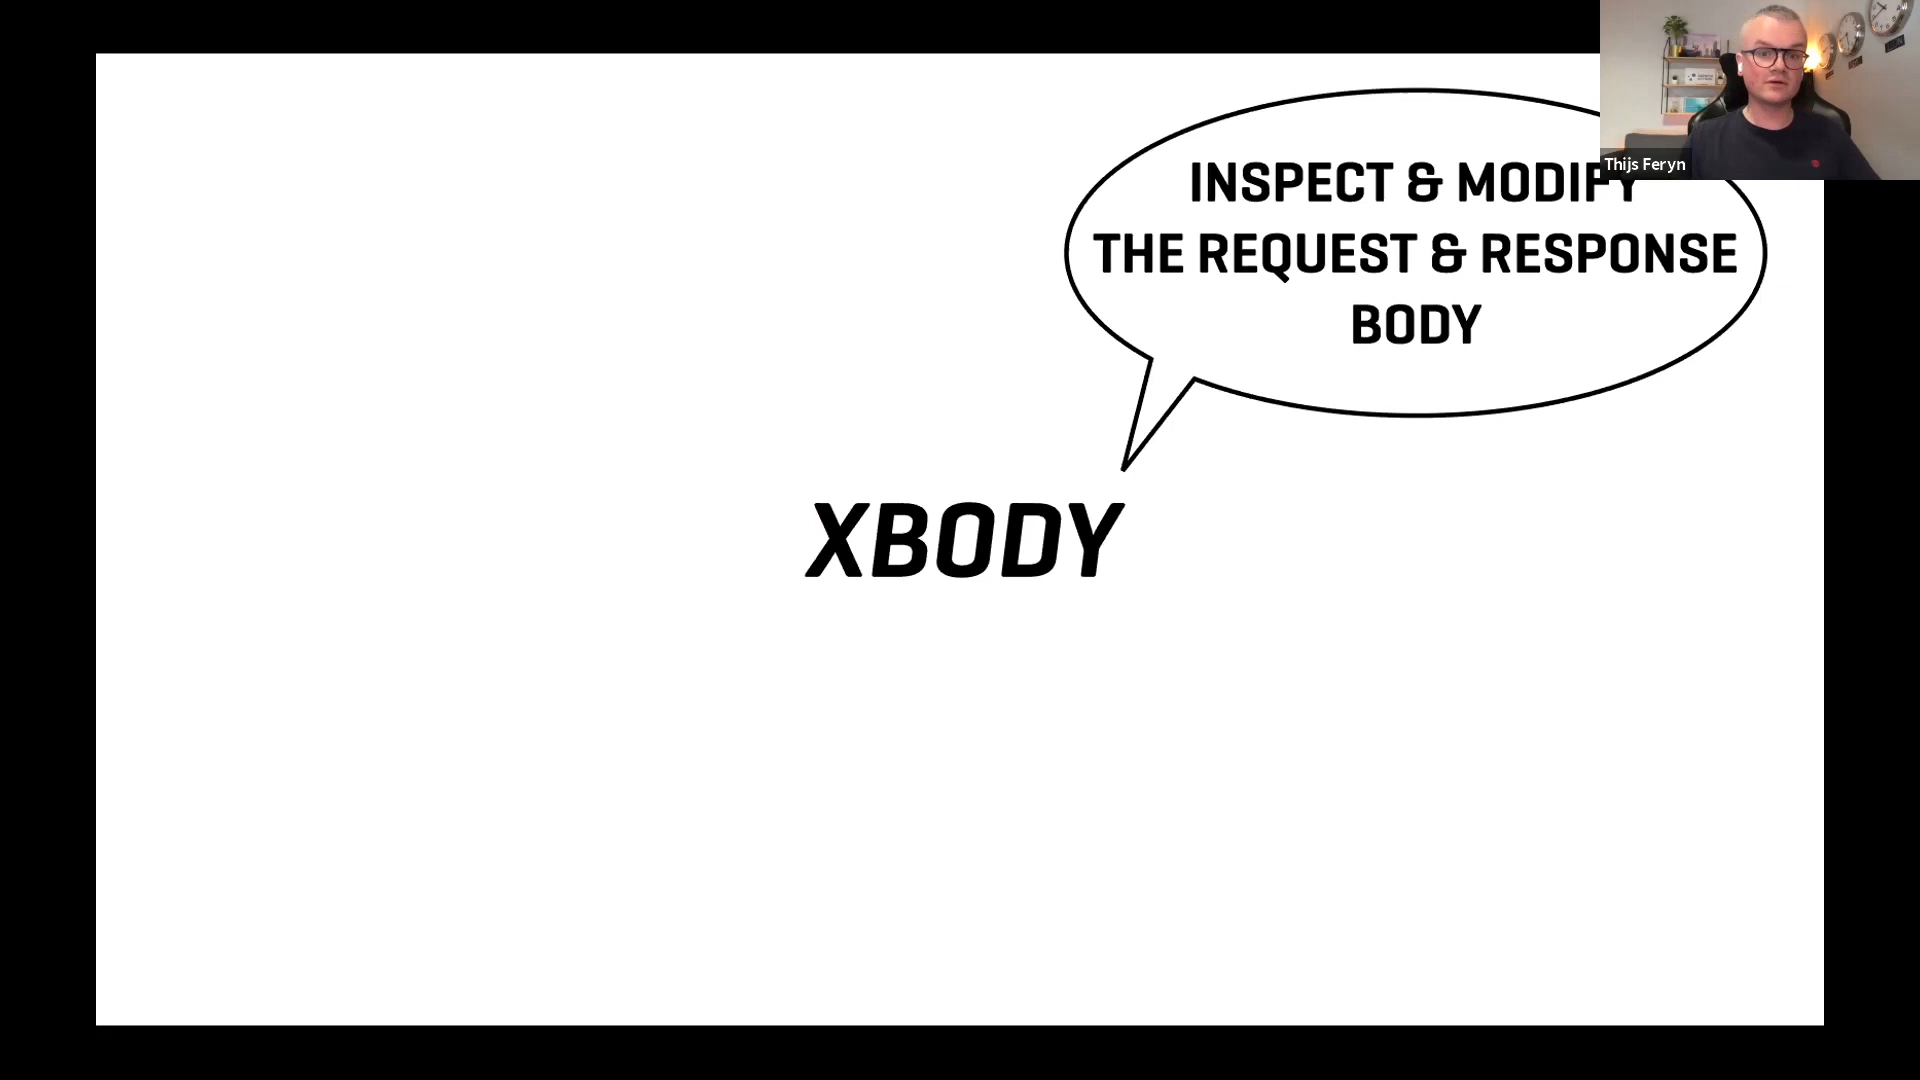 INSPECT & MODIFY
THE REQUEST & RESPONSE
BODY
Thijs Feryn
XBODY